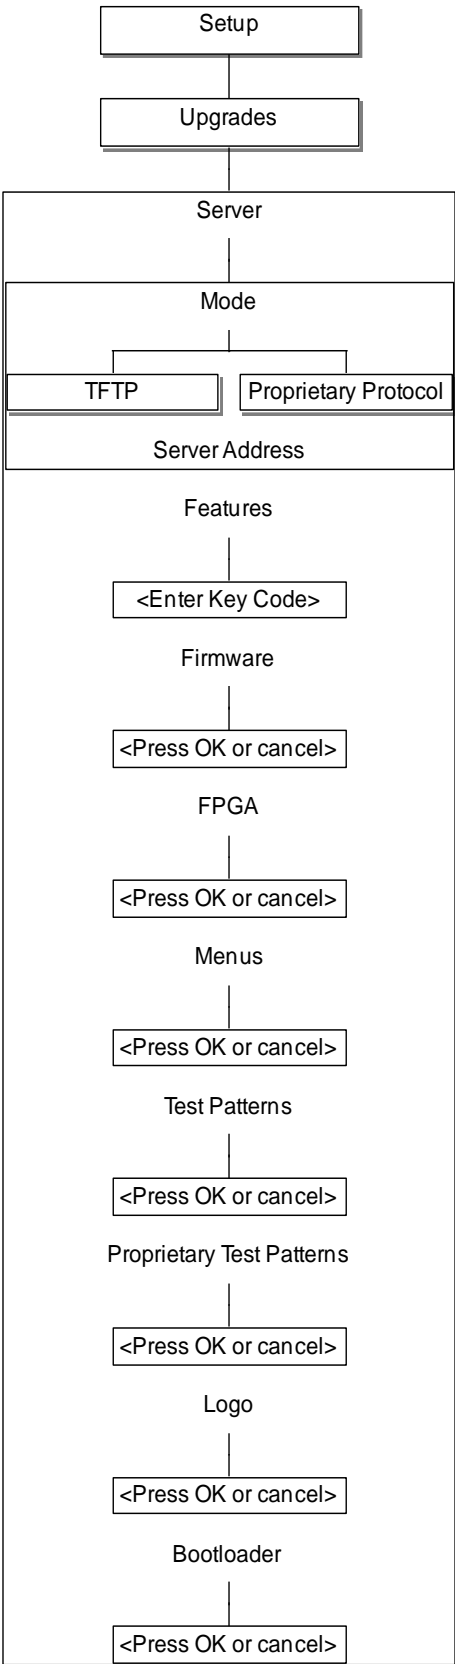 Setup
Upgrades
Server
Mode
TFTP
Proprietary Protocol
Server Address
Features
<Enter Key Code>
Firmware
<Press OK or cancel>
FPGA
<Press OK or cancel>
Menus
<Press OK or cancel>
Test Patterns
<Press OK or cancel>
Proprietary Test Patterns
<Press OK or cancel>
Logo
<Press OK or cancel>
Bootloader
<Press OK or cancel>